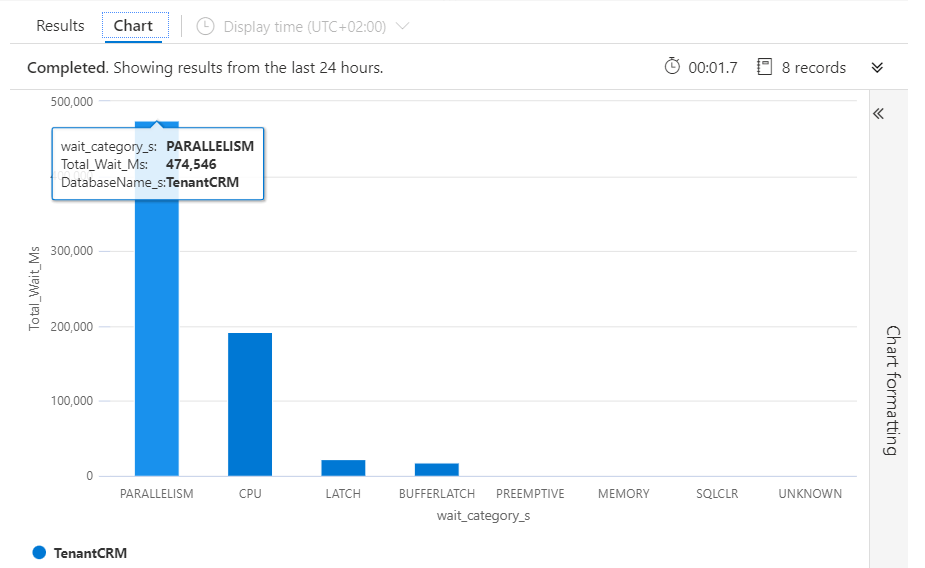 Results Chart Display time (UTC+02:00)
Completed. Showing results from the last 24 hours. 00:01.7 8 records
500,000
wait_category_s: PARALLELISM
Total_Wait_Ms: 474,546
DatabaseName_s:TenantCRM
300,000
200,000
100,000
0
Total_Wait_Ms
PARALLELISM CPU LATCH BUFFERLATCH PREEMPTIVE MEMORY SQLCLR UNKNOWN
wait_category_s
TenantCRM
Chart formatting